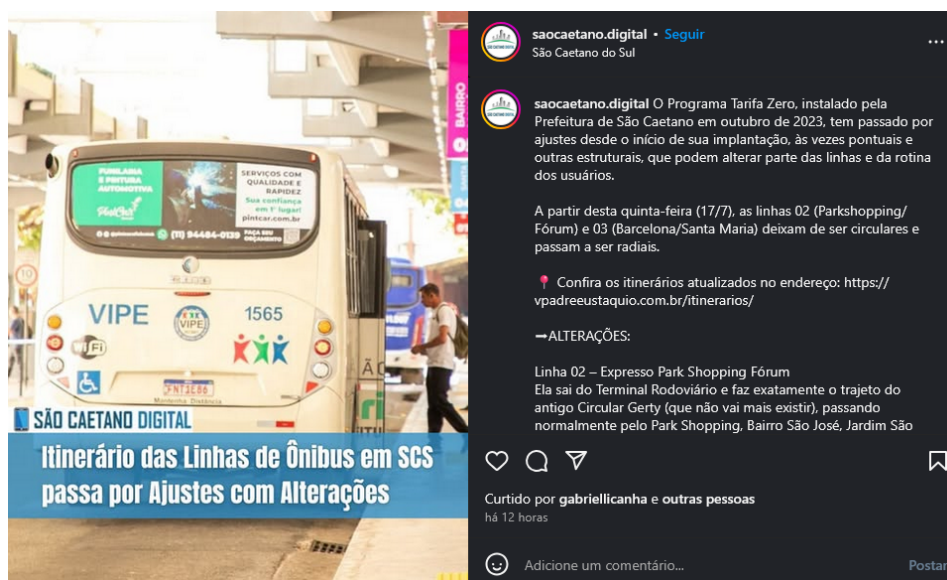 FUNILARIA
E PINTURA
AUTOMOTIVA
PintCar
SERVIÇOS COM
QUALIDADE E
RAPIDEZ
Sua confiança
em 1º lugar!
pintcar.com.br
(11) 94484-0139
FAÇA SEU
ORÇAMENTO
BAIRRO
10
VIPE
VIPE
1565
WiFi
Mantenha Distância
SÃO CAETANO DIGITAL
Itinerário das Linhas de Ônibus em SCS
passa por Ajustes com Alterações
saocaetano.digital • Seguir
São Caetano do Sul
saocaetano.digital O Programa Tarifa Zero, instalado pela
Prefeitura de São Caetano em outubro de 2023, tem passado por
ajustes desde o início de sua implantação, às vezes pontuais e
outras estruturais, que podem alterar parte das linhas e da rotina
dos usuários.
A partir desta quinta-feira (17/7), as linhas 02 (Parkshopping/
Fórum) e 03 (Barcelona/Santa Maria) deixam de ser circulares e
passam a ser radiais.
📍 Confira os itinerários atualizados no endereço: https://
vpadreeustaquio.com.br/itinerarios/
➡ALTERAÇÕES:
Linha 02 – Expresso Park Shopping Fórum
Ela sai do Terminal Rodoviário e faz exatamente o trajeto do
antigo Circular Gerty (que não vai mais existir), passando
normalmente pelo Park Shopping, Bairro São José, Jardim São
Curtido por gabriellicanha e outras pessoas
há 12 horas
Adicione um comentário...
Postar